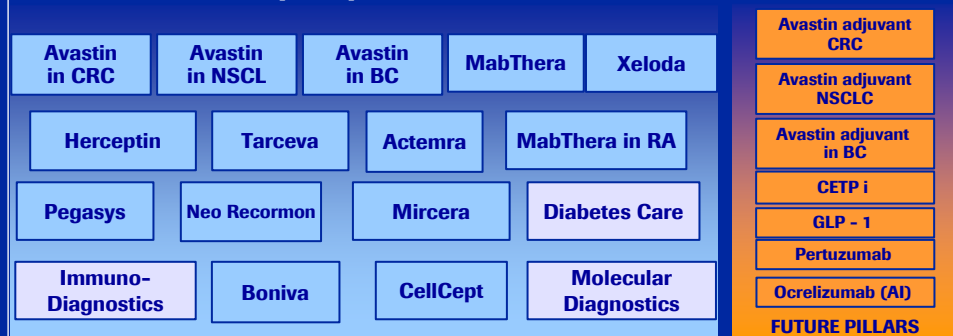 Avastin
in CRC
Avastin
in NSCL
Avastin
in BC
MabThera
Xeloda
Herceptin
Tarceva
Actemra
MabThera in RA
Pegasys
Neo Recormon
Mircera
Diabetes Care
Immuno-
Diagnostics
Boniva
CellCept
Molecular
Diagnostics
Avastin adjuvant
CRC
Avastin adjuvant
NSCLC
Avastin adjuvant
in BC
CETP i
GLP - 1
Pertuzumab
Ocrelizumab (AI)
FUTURE PILLARS